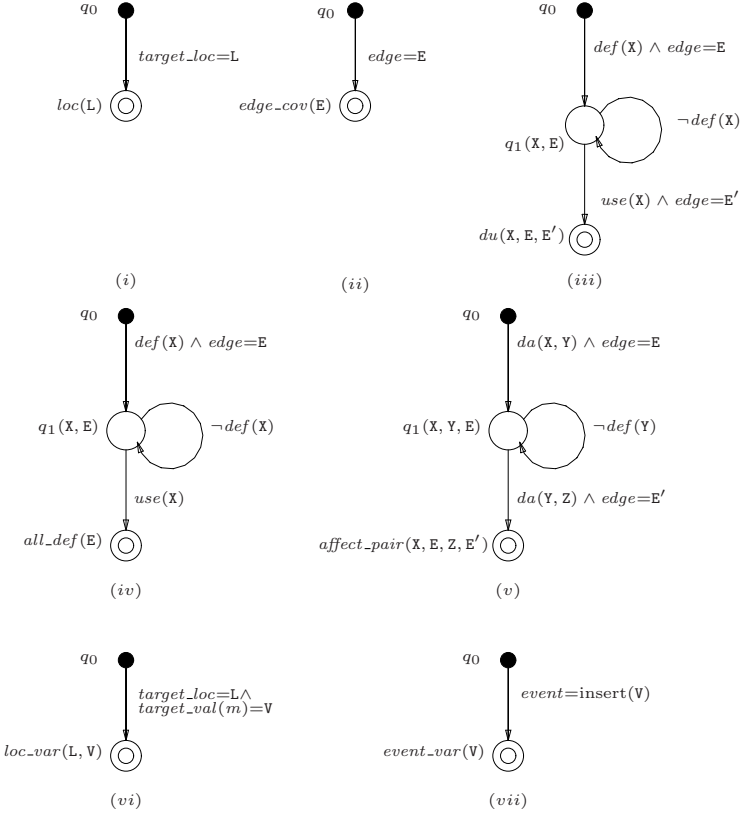 q0
target_loc=L
loc(L)
(i)
q0
edge=E
edge_cov(E)
(ii)
q0
def(X) ∧ edge=E
q1(X, E)
¬def(X)
use(X) ∧ edge=E′
du(X, E, E′)
(iii)
q0
def(X) ∧ edge=E
q1(X, E)
¬def(X)
use(X)
all_def(E)
(iv)
q0
da(X, Y) ∧ edge=E
q1(X, Y, E)
¬def(Y)
da(Y, Z) ∧ edge=E′
affect_pair(X, E, Z, E′)
(v)
q0
target_loc=L∧
target_val(m)=V
loc_var(L, V)
(vi)
q0
event=insert(V)
event_var(V)
(vii)